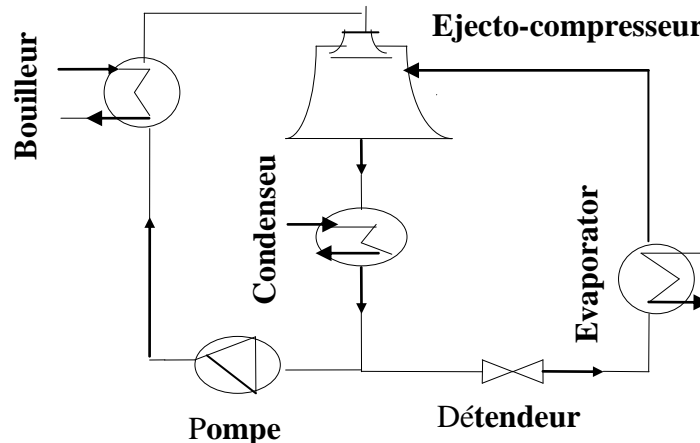 Ejecto-compresseur
Bouilleur
Condenseu
Evaporator
Pompe
Détendeur